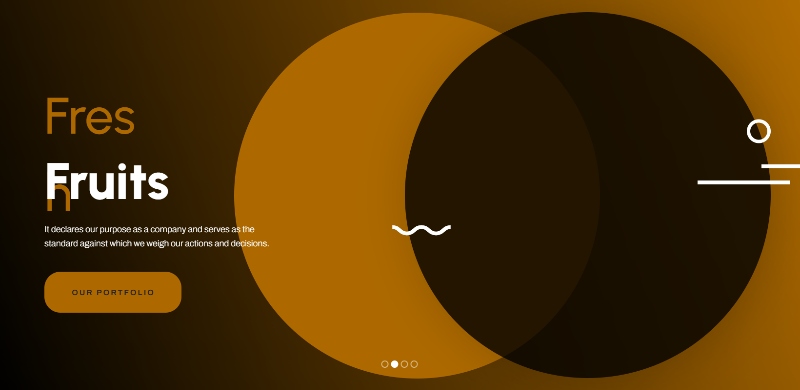 Fres
h
Fruits
It declares our purpose as a company and serves as the
standard against which we weigh our actions and decisions.
OUR PORTFOLIO